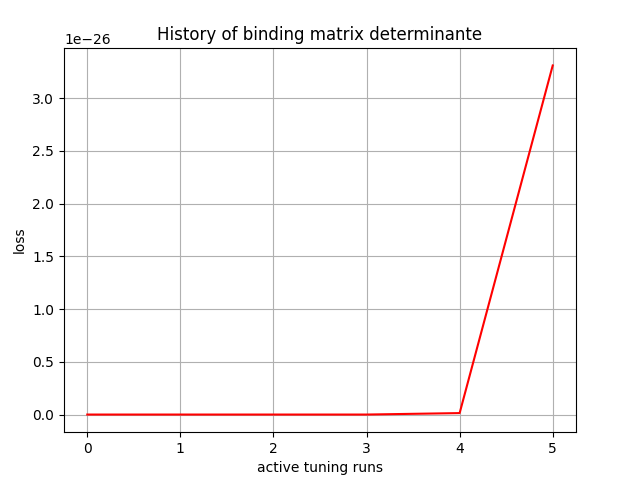 History of binding matrix determinante
1e−26
3.0
2.5
2.0
1.5
1.0
0.5
0.0
loss
0 1 2 3 4 5
active tuning runs